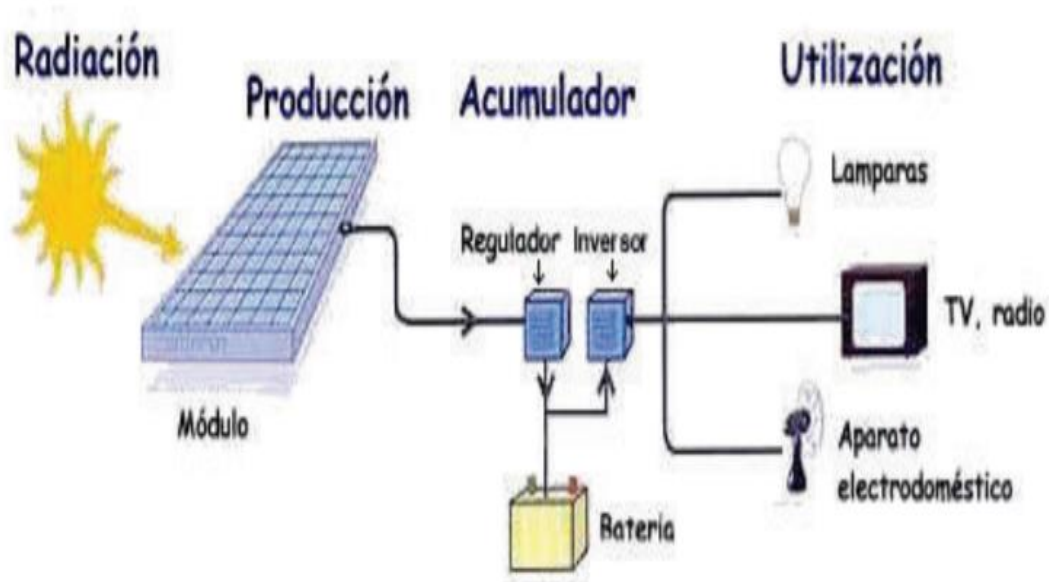 Radiación
Producción
Acumulador
Utilización
Lamparas
Regulador
Inversor
TV, radio
Módulo
Aparato
electrodoméstico
Bateria